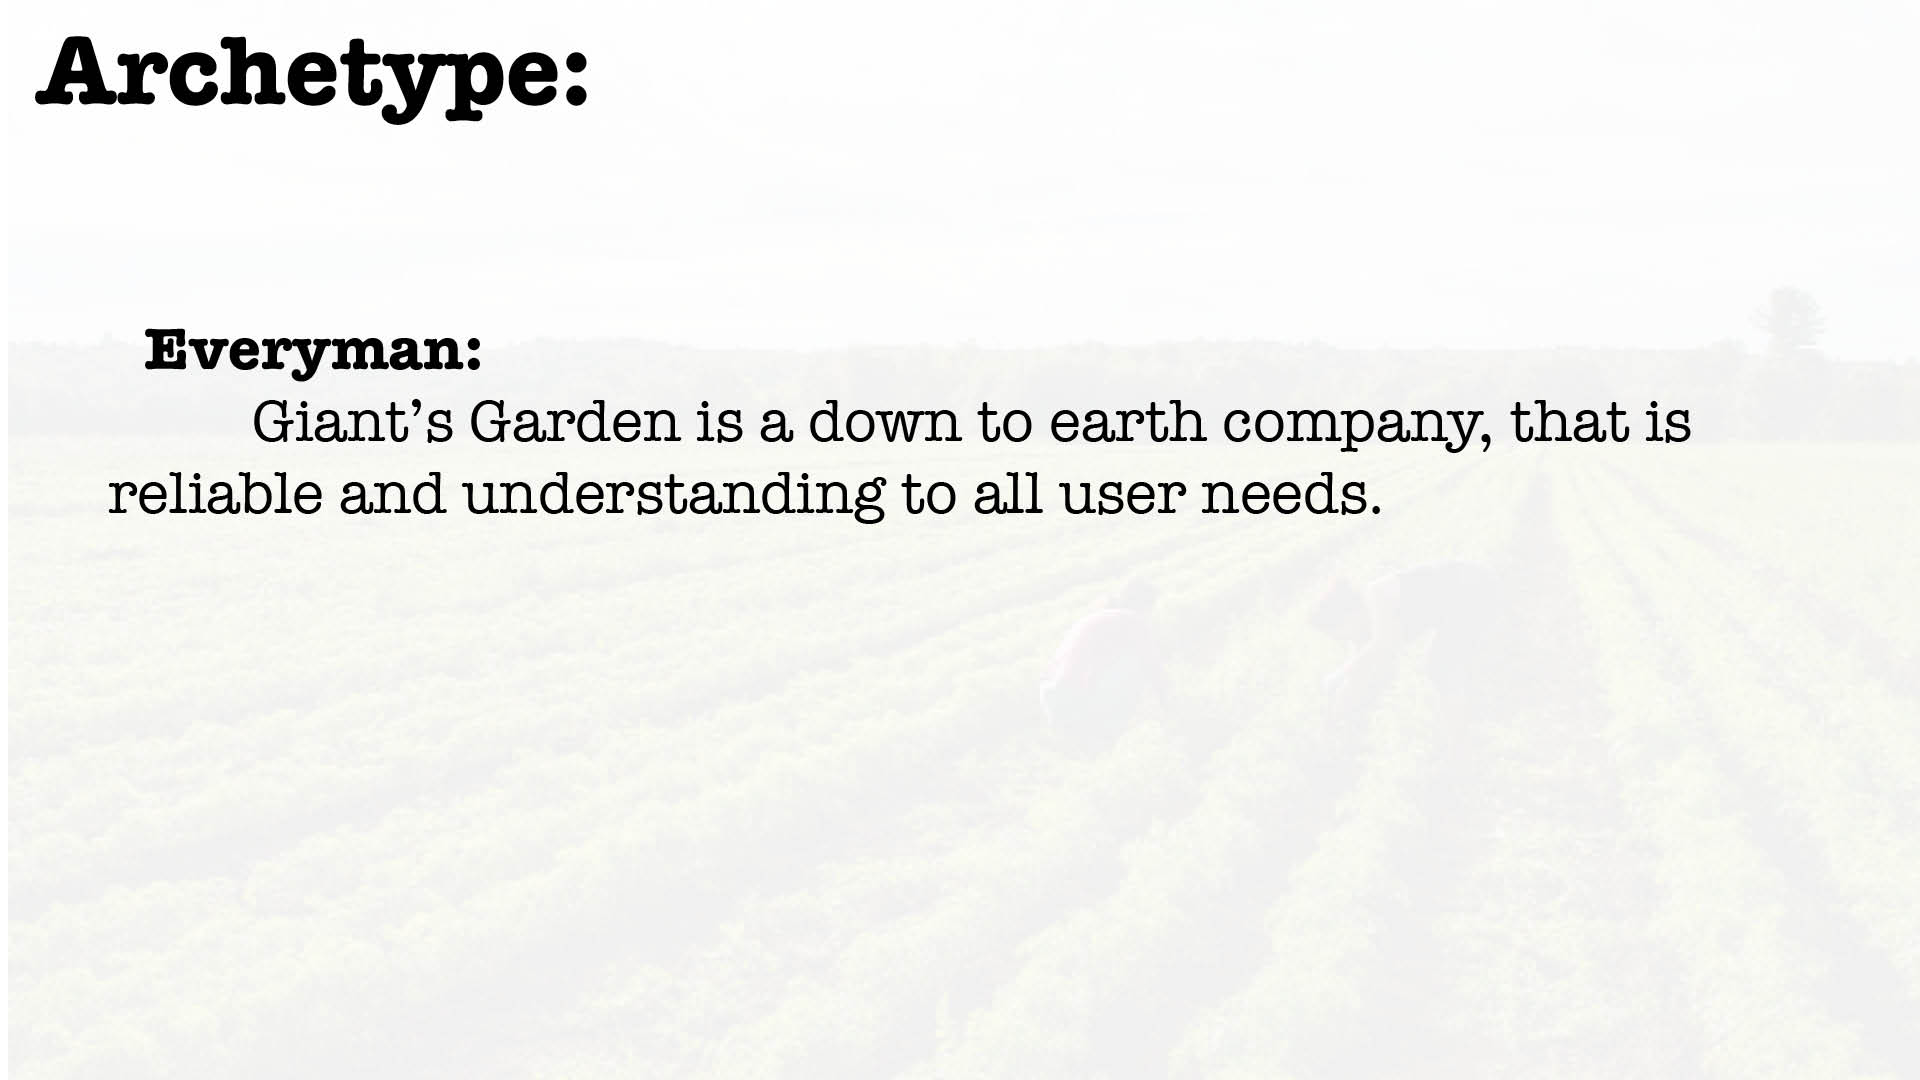 Archetype:
Everyman:
Giant’s Garden is a down to earth company, that is
reliable and understanding to all user needs.